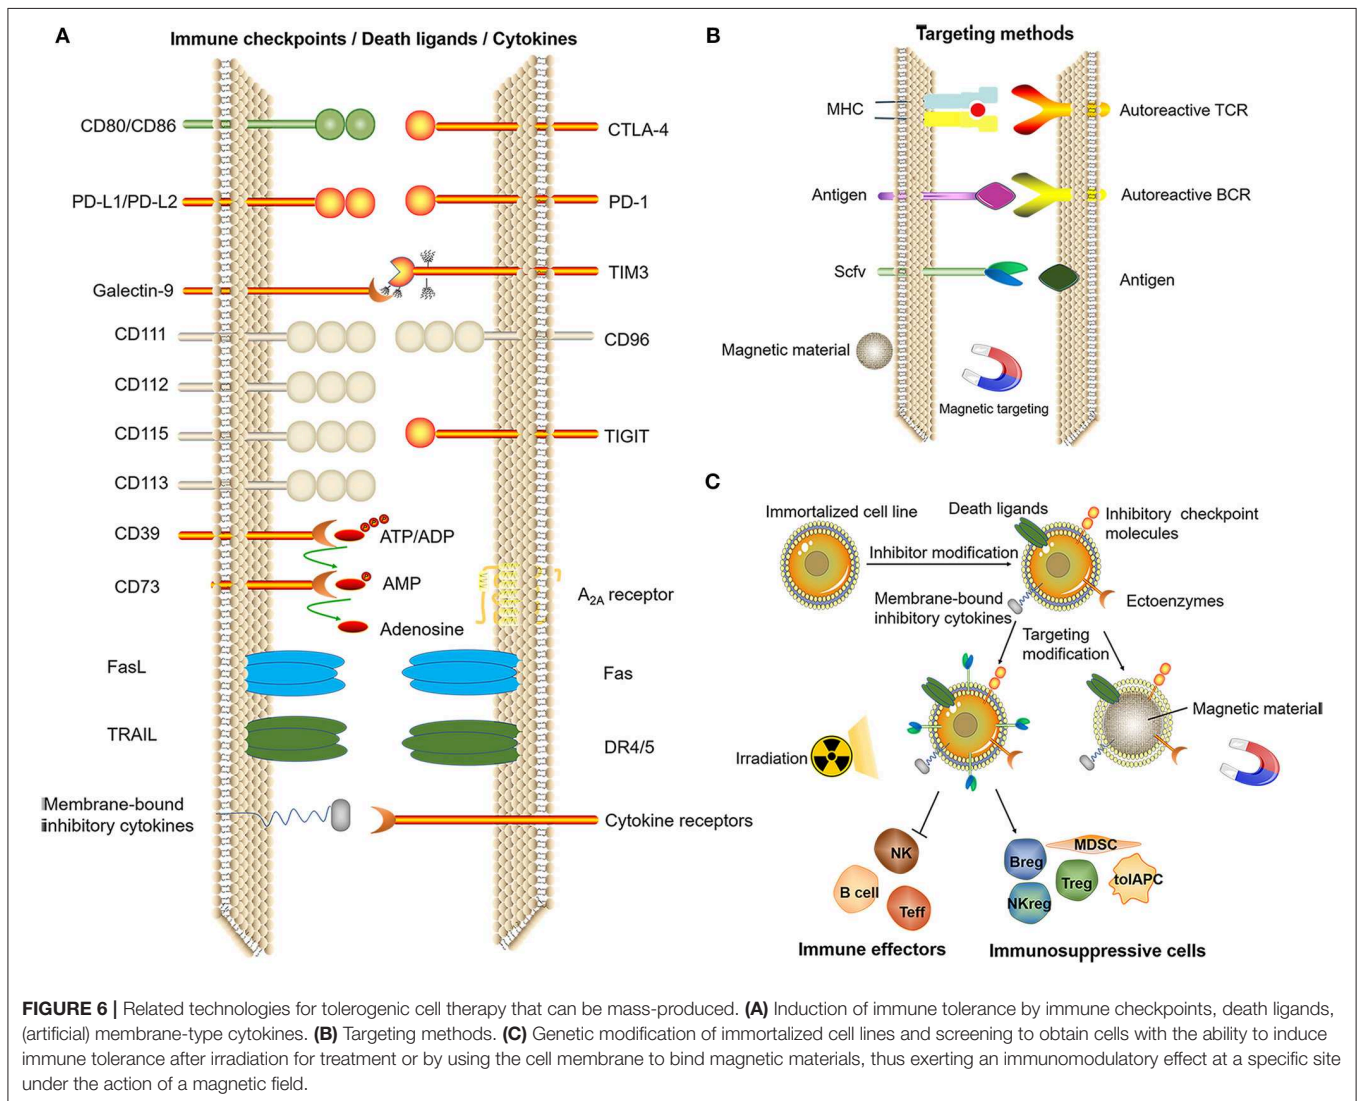 A
Immune checkpoints / Death ligands / Cytokines
CD80/CD86
CTLA-4
PD-L1/PD-L2
PD-1
TIM3
Galectin-9
CD111
CD96
CD112
CD115
TIGIT
CD113
CD39
ATP/ADP
CD73
AMP
A2A receptor
Adenosine
FasL
Fas
TRAIL
DR4/5
Membrane-bound
inhibitory cytokines
Cytokine receptors
B
Targeting methods
MHC
Autoreactive TCR
Antigen
Autoreactive BCR
Scfv
Antigen
Magnetic material
Magnetic targeting
C
Immortalized cell line
Death ligands
Inhibitory checkpoint
molecules
Inhibitor modification
Membrane-bound
inhibitory cytokines
Ectoenzymes
Targeting
modification
Magnetic material
Irradiation
NK
B cell
Teff
Immune effectors
MDSC
Breg
Treg
tolAPC
NKreg
Immunosuppressive cells
FIGURE 6 | Related technologies for tolerogenic cell therapy that can be mass-produced. (A) Induction of immune tolerance by immune checkpoints, death ligands,
(artificial) membrane-type cytokines. (B) Targeting methods. (C) Genetic modification of immortalized cell lines and screening to obtain cells with the ability to induce
immune tolerance after irradiation for treatment or by using the cell membrane to bind magnetic materials, thus exerting an immunomodulatory effect at a specific site
under the action of a magnetic field.